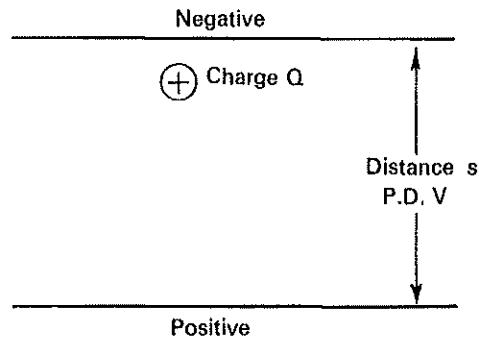 Negative
+ Charge Q
Distance s
P.D. V
Positive